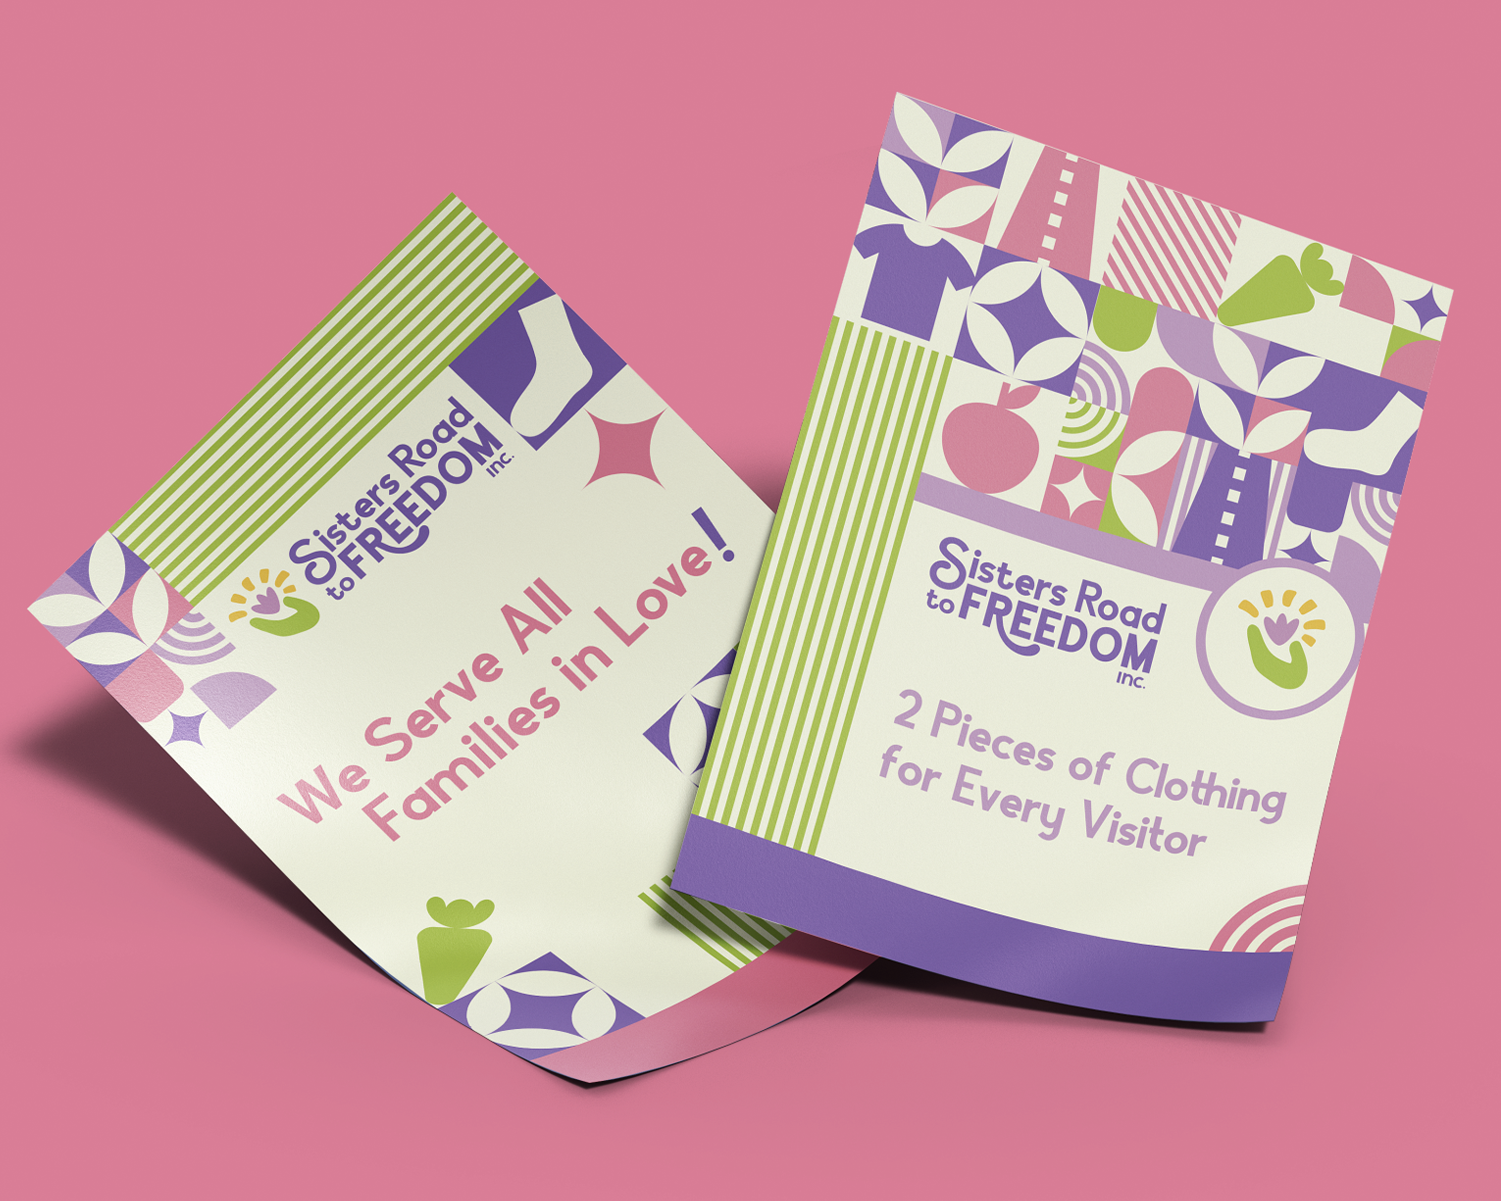 Sisters Road
to FREEDOM
Inc.
We Serve All
Families in Love!
Sisters Road
to FREEDOM
Inc.
2 Pieces of Clothing
for Every Visitor